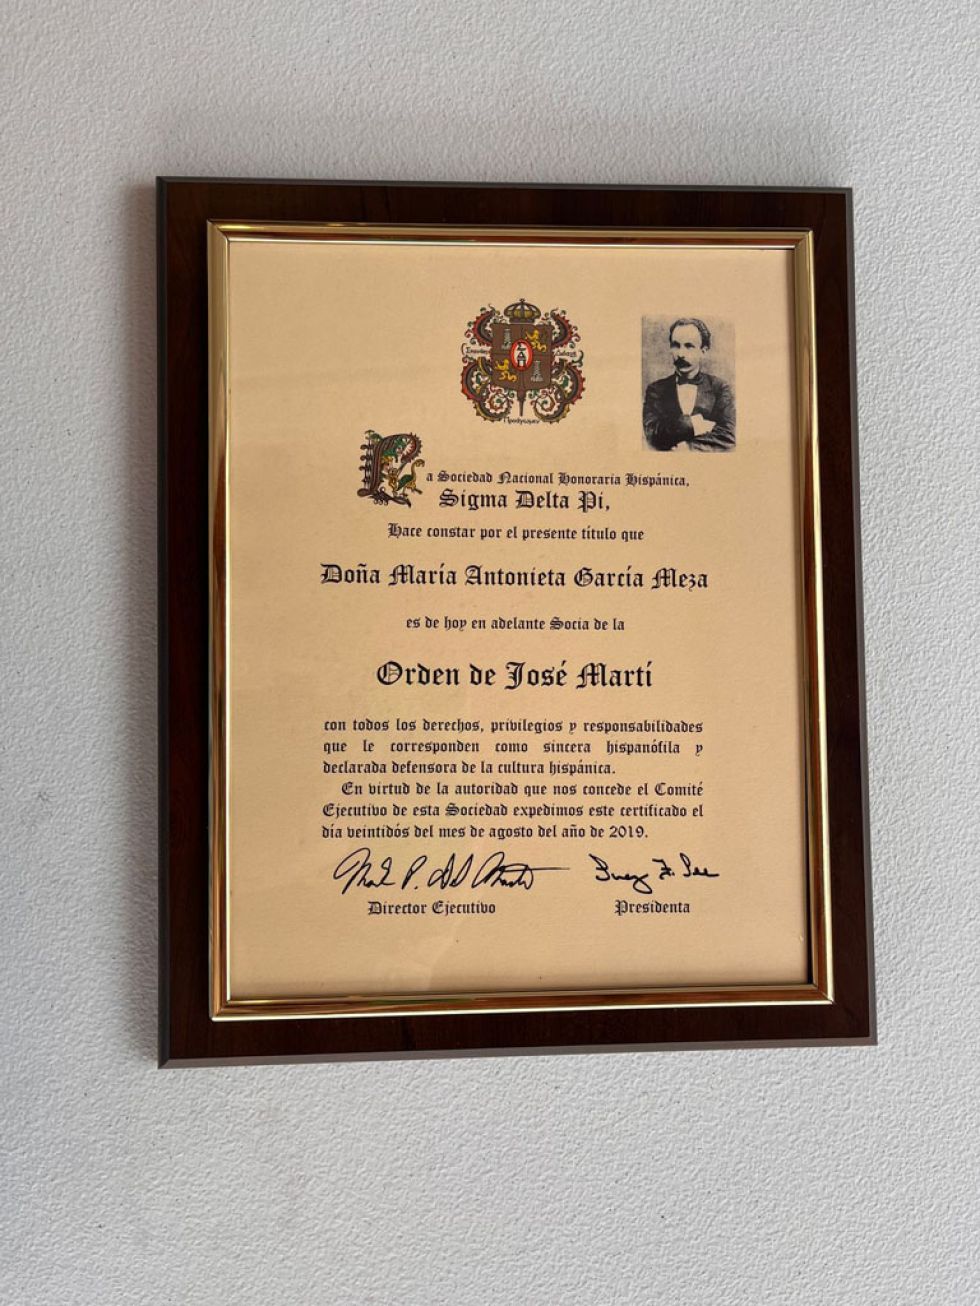 ΣΔΠ
La Sociedad Nacional Honoraria Hispánica,
Sigma Delta Pi,
Hace constar por el presente título que
Doña María Antonieta García Meza
es de hoy en adelante Socia de la
Orden de José Martí
con todos los derechos, privilegios y responsabilidades
que le corresponden como sincera hispanófila y
declarada defensora de la cultura hispánica.
En virtud de la autoridad que nos concede el Comité
Ejecutivo de esta Sociedad expedimos este certificado el
día veintidós del mes de agosto del año de 2019.
Director Ejecutivo Presidenta